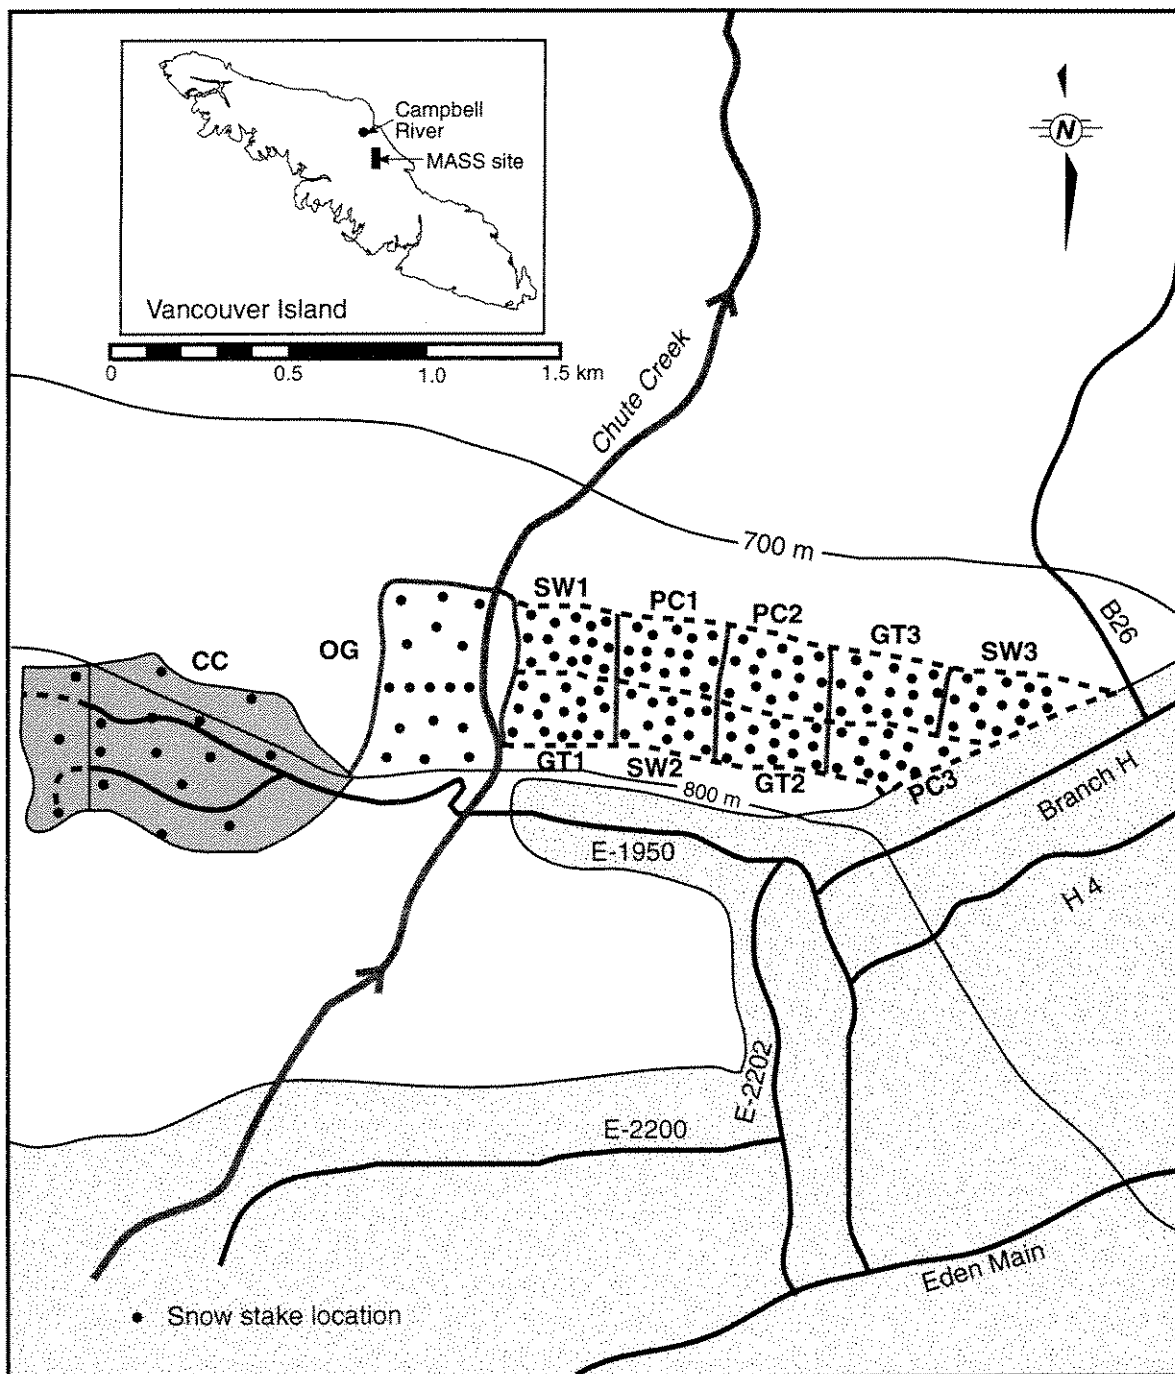 Campbell
River
MASS site
N
Vancouver Island
0 0.5 1.0 1.5 km
Chute Creek
700 m
SW1
PC1
PC2
GT3
SW3
B26
CC
OG
GT1
SW2
GT2
PC3
800 m
Branch H
E-1950
H 4
E-2202
E-2200
Eden Main
Snow stake location